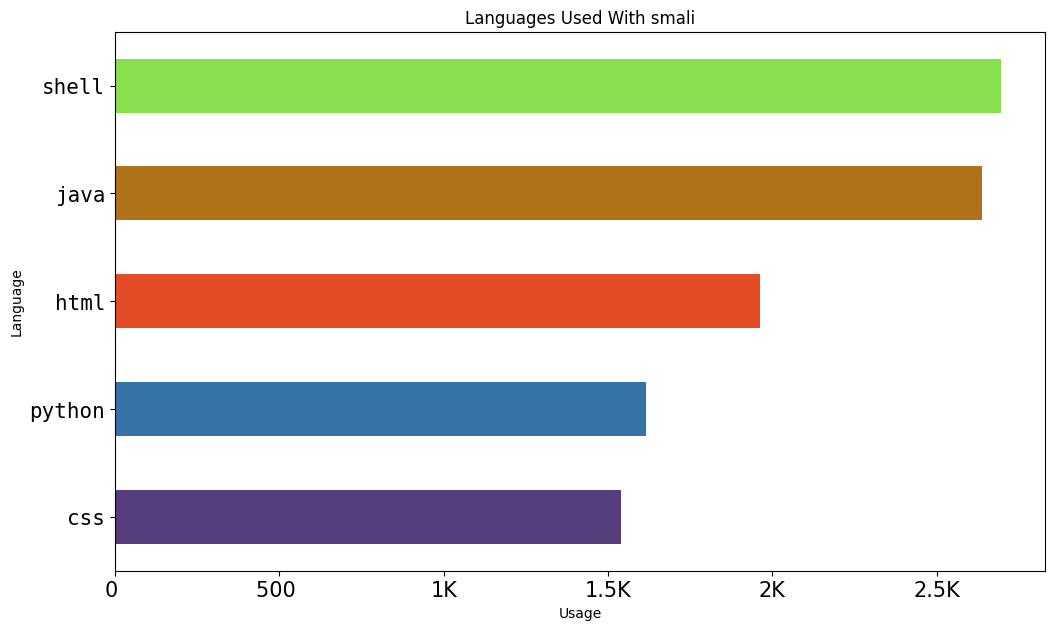 Languages Used With smali
shell
java
html
python
css
Language
0 500 1K 1.5K 2K 2.5K
Usage